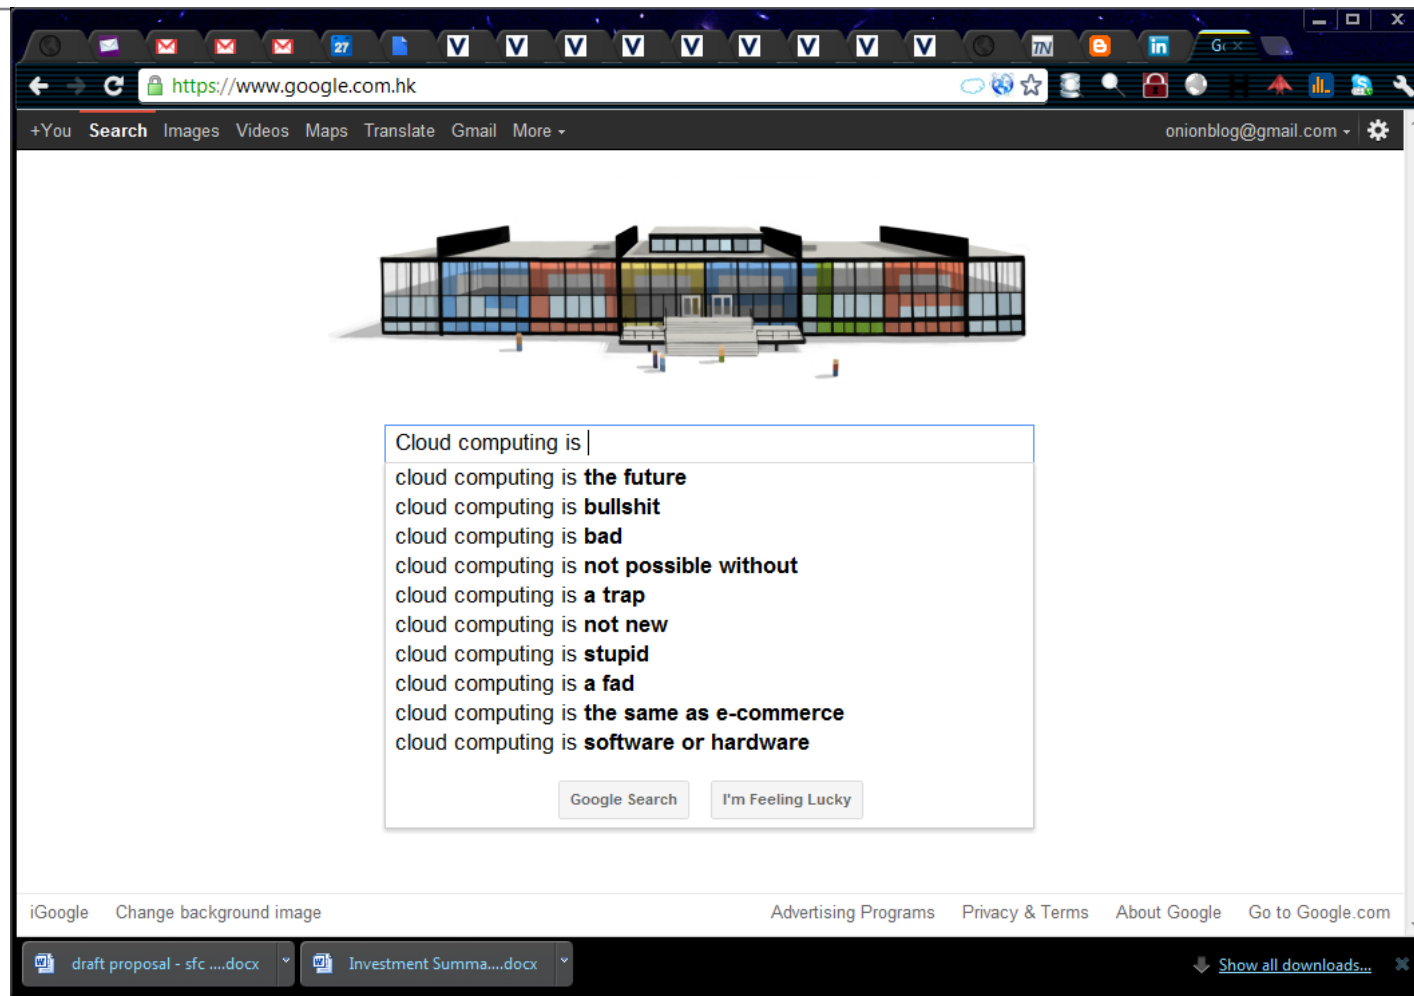 27
V V V V V V V V V
TN
in
G
https://www.google.com.hk
+You Search Images Videos Maps Translate Gmail More
onionblog@gmail.com
Cloud computing is
cloud computing is the future
cloud computing is bullshit
cloud computing is bad
cloud computing is not possible without
cloud computing is a trap
cloud computing is not new
cloud computing is stupid
cloud computing is a fad
cloud computing is the same as e-commerce
cloud computing is software or hardware
Google Search I'm Feeling Lucky
iGoogle Change background image Advertising Programs Privacy & Terms About Google Go to Google.com
draft proposal - sfc ....docx Investment Summa....docx Show all downloads...